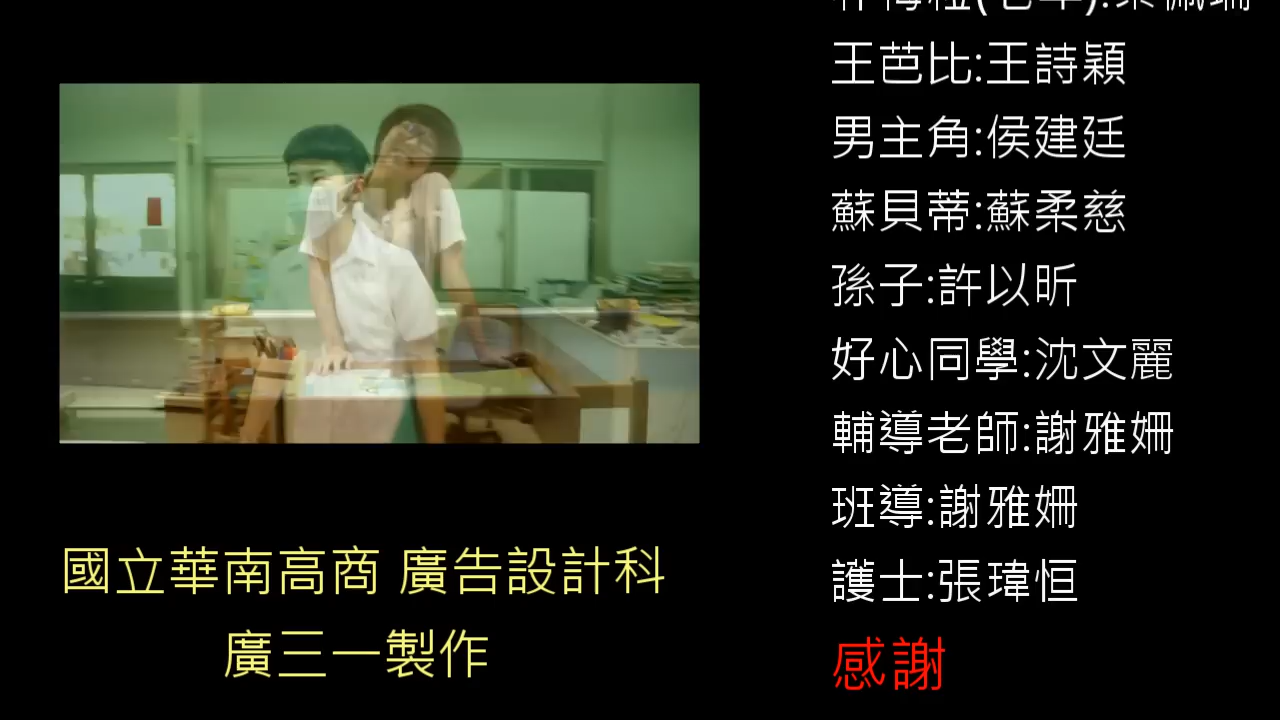 王芭比:王詩穎
男主角:侯建廷
蘇貝蒂:蘇柔慈
孫子:許以昕
好心同學:沈文麗
輔導老師:謝雅姍
班導:謝雅姍
護士:張瑋恒
感謝
國立華南高商 廣告設計科
廣三一製作